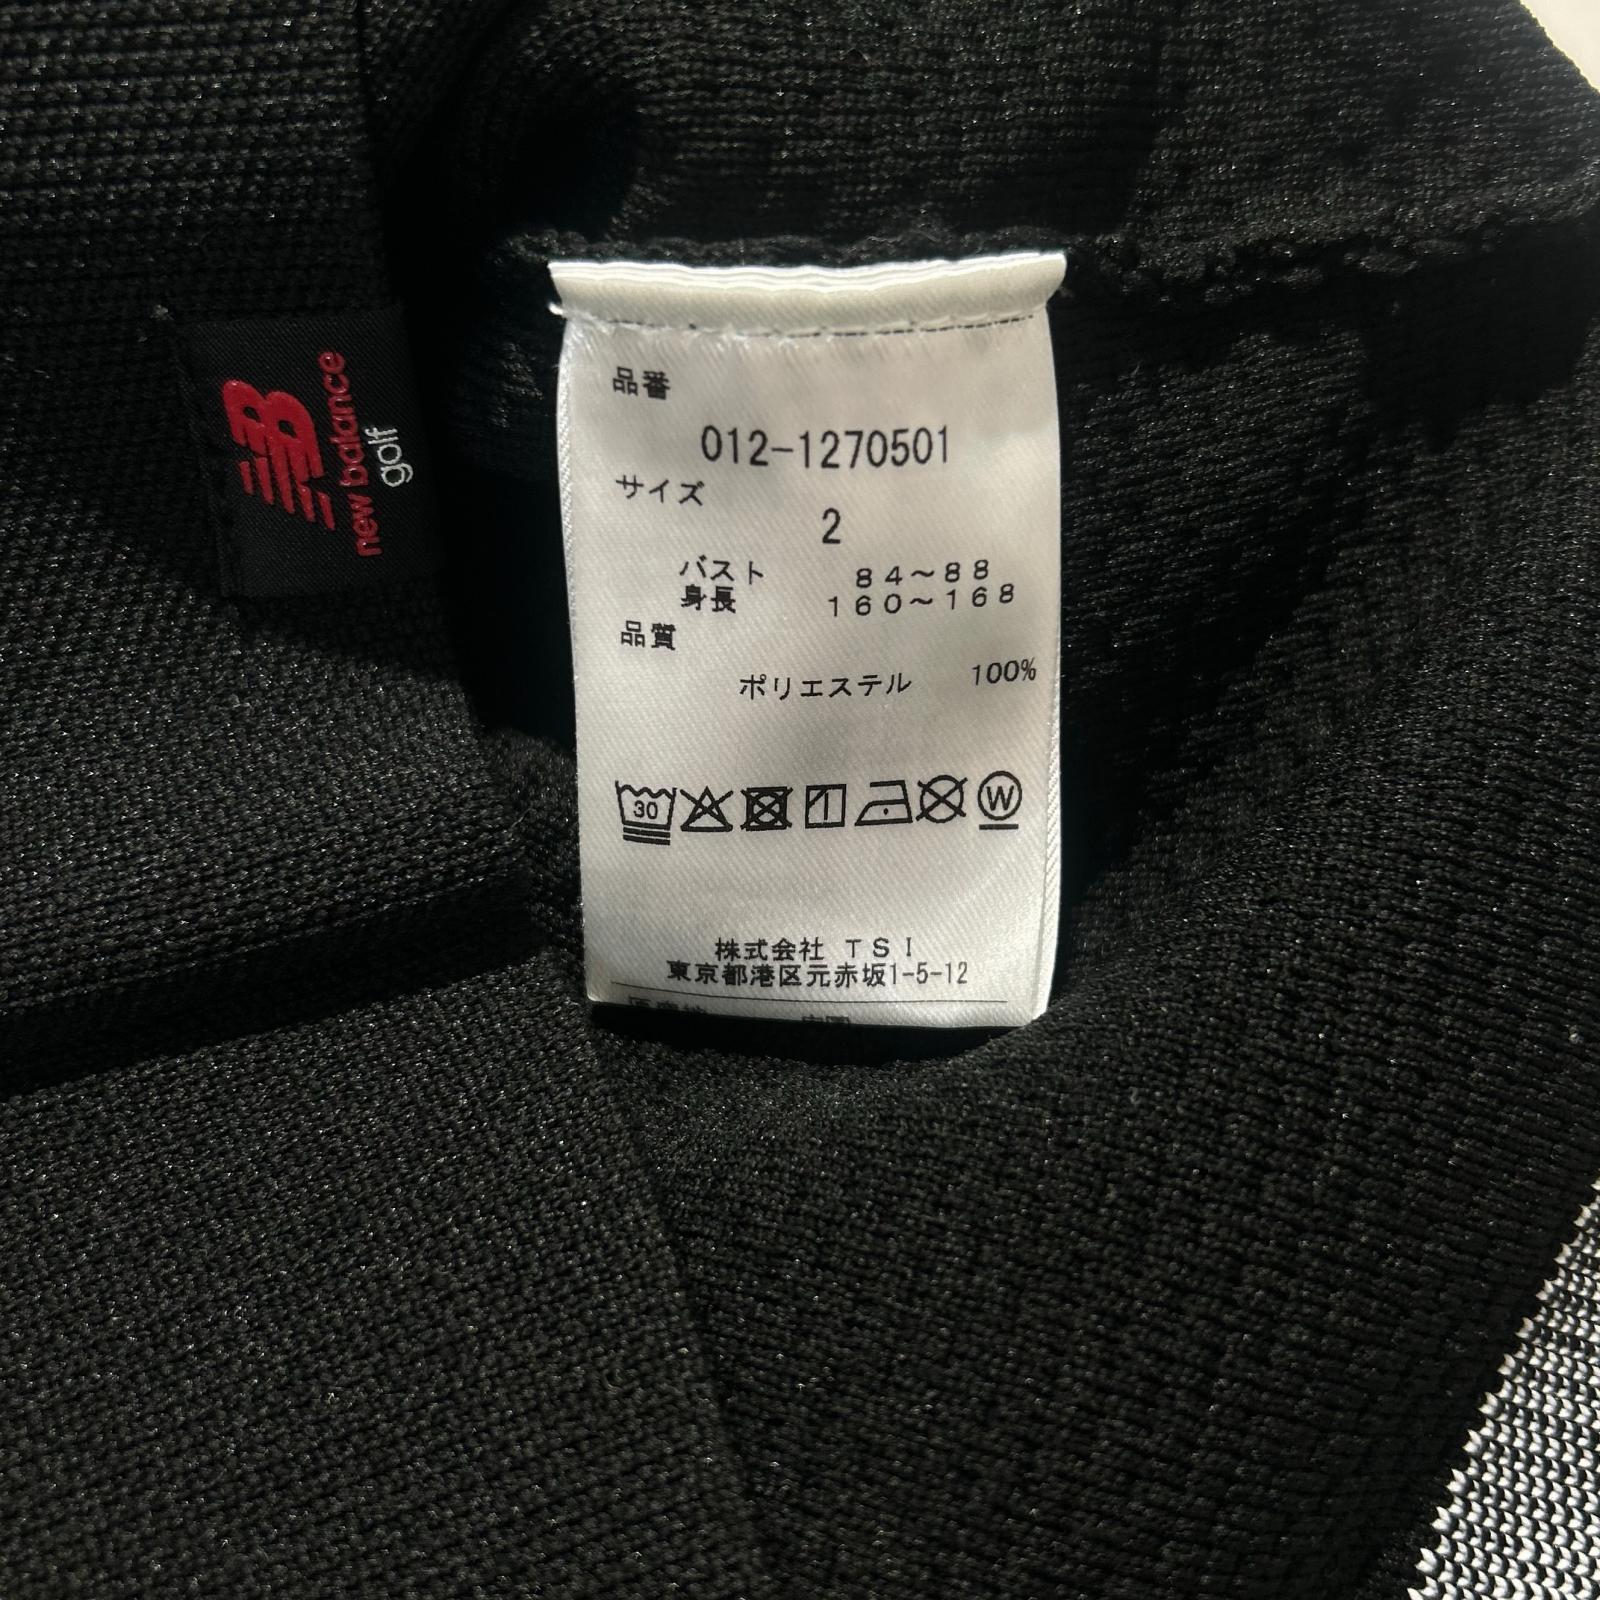 new balance
golf
品番
012-1270501
サイズ
2
バスト 84～88
身長 160～168
品質
ポリエステル 100%
30
W
株式会社 TSI
東京都港区元赤坂1-5-12